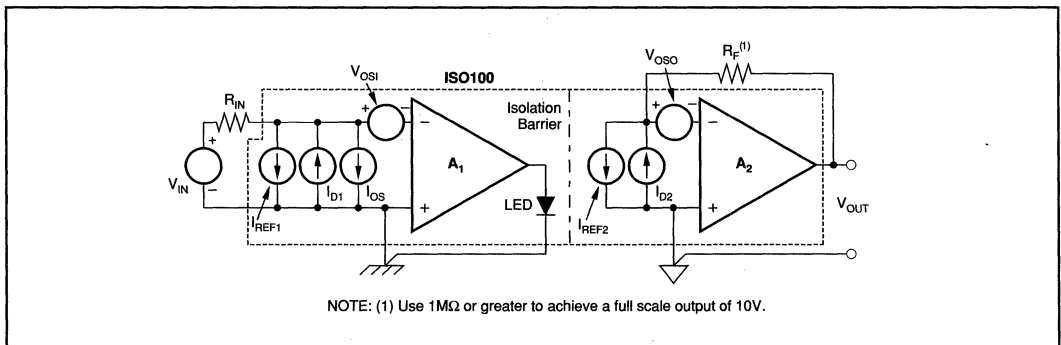 V_OSI
ISO100
V_OSO
R_F^(1)
R_IN
+
−
Isolation
Barrier
+
−
+
−
V_IN
I_REF1
I_D1
I_OS
−
A_1
+
LED
I_REF2
I_D2
−
A_2
+
V_OUT
NOTE: (1) Use 1MΩ or greater to achieve a full scale output of 10V.